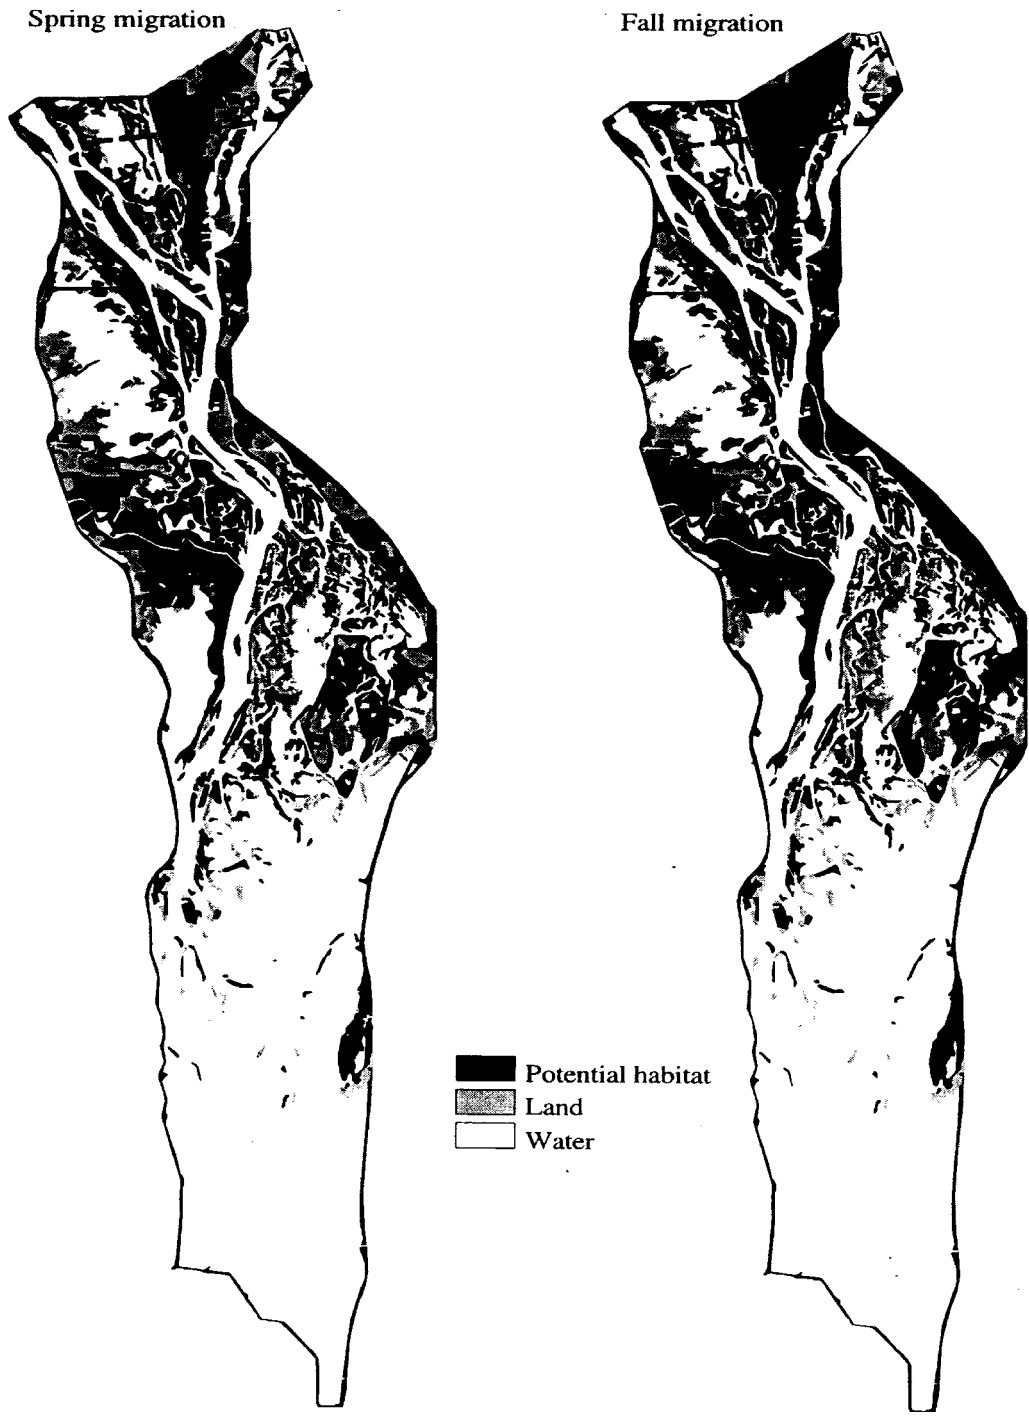 Spring migration
Fall migration
Potential habitat
Land
Water